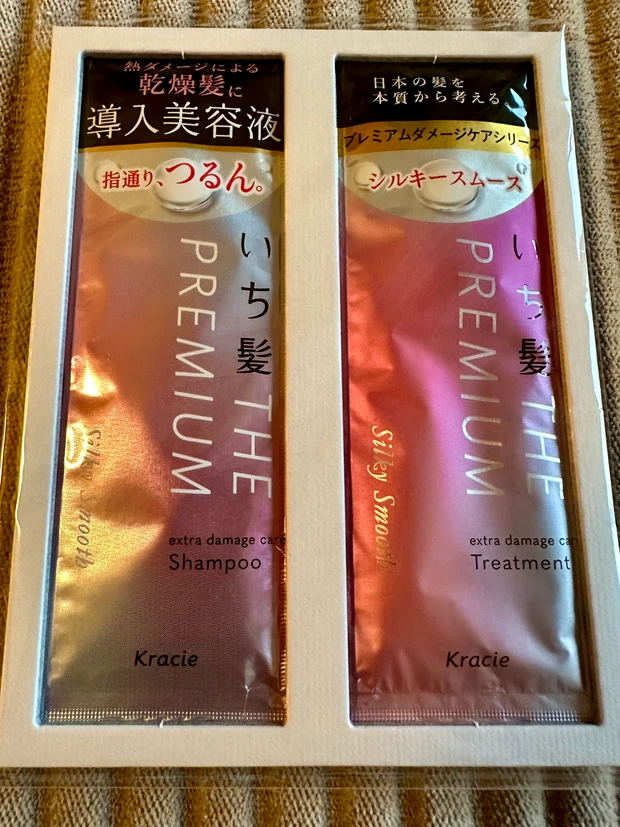 熱ダメージによる
乾燥髪に
導入美容液
指通り、つるん。
いち髪 THE
PREMIUM
Silky Smooth
extra damage care
Shampoo
Kracie
日本の髪を
本質から考える。
プレミアムダメージケアシリーズ
シルキースムース
いち髪 THE
PREMIUM
Silky Smooth
extra damage car
Treatment
Kracie